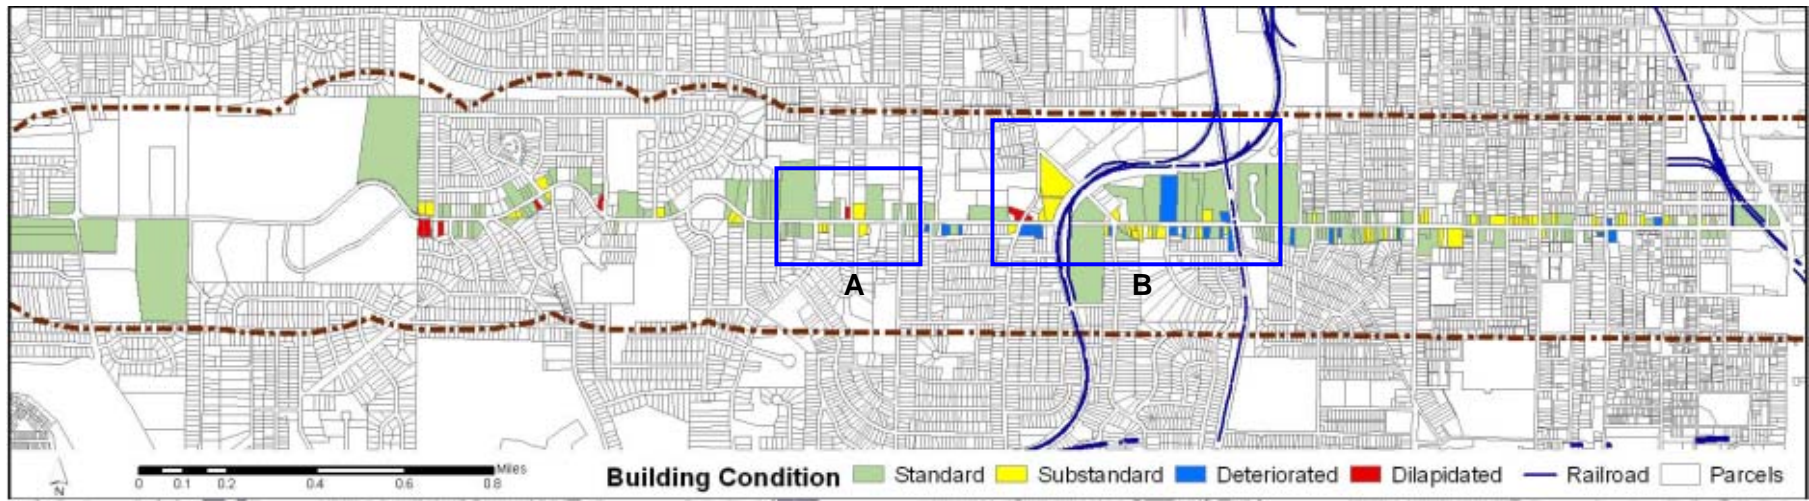 A
B
Miles
0 0.1 0.2 0.4 0.6 0.8
N
Building Condition Standard Substandard Deteriorated Dilapidated Railroad Parcels